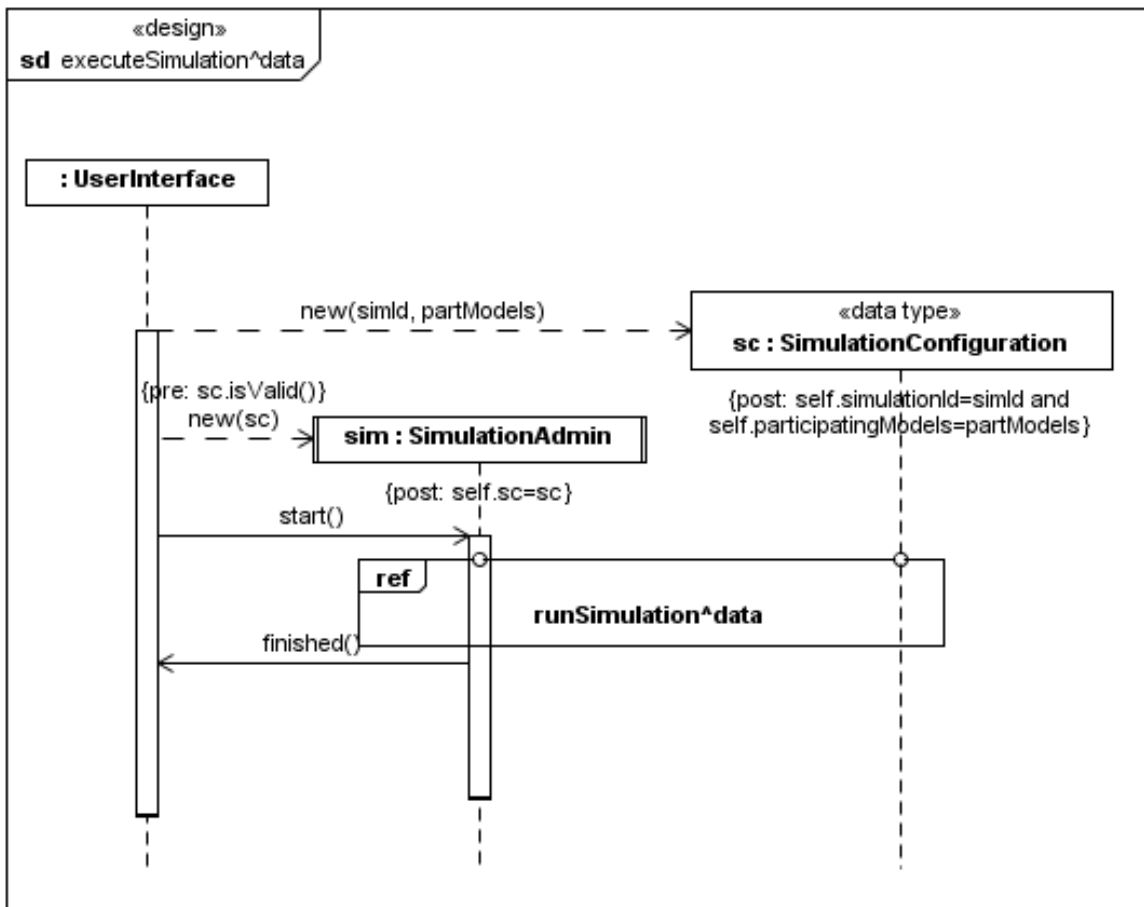 «design»
sd executeSimulation^data
: UserInterface
new(simId, partModels)
«data type»
sc : SimulationConfiguration
{post: self.simulationId=simId and
self.participatingModels=partModels}
{pre: sc.isValid()}
new(sc)
sim : SimulationAdmin
{post: self.sc=sc}
start()
ref
runSimulation^data
finished()